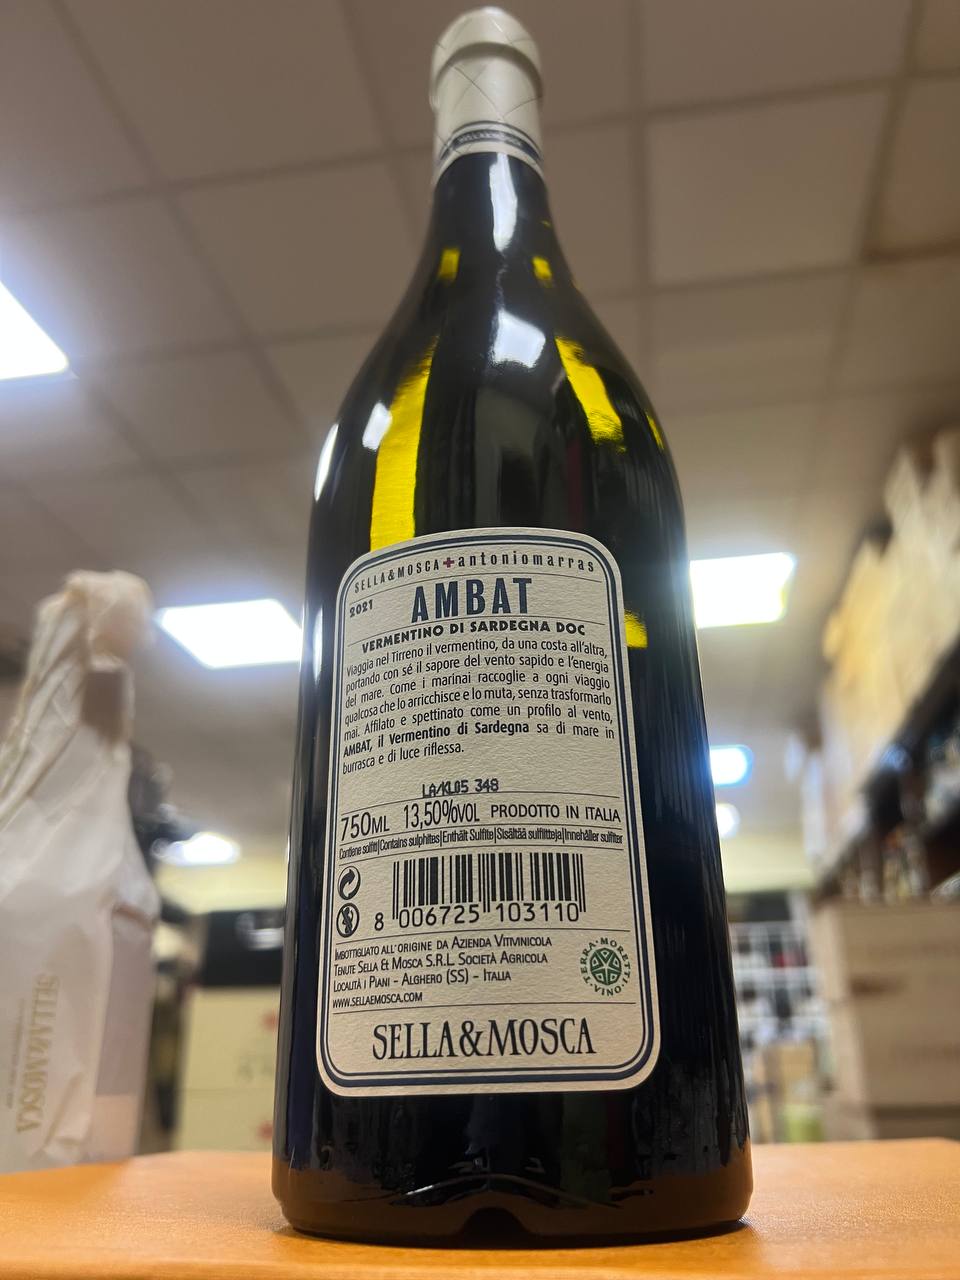 SELLA&MOSCA+antoniomarras
2021
AMBAT
VERMENTINO DI SARDEGNA DOC
Viaggia nel Tirreno il vermentino, da una costa all'altra,
portando con sé il sapore del vento sapido e l'energia
del mare. Come i marinai raccoglie a ogni viaggio
qualcosa che lo arricchisce e lo muta, senza trasformarlo
mai. Affilato e spettinato come un profilo al vento,
AMBAT, il Vermentino di Sardegna sa di mare in
burrasca e di luce riflessa.
LA/KL05 348
750ML 13,50%VOL PRODOTTO IN ITALIA
Contiene solfiti|Contains sulphites|Enthält Sulfite|Sisältää sulfiitteja|Innehåller sulfiter
8 006725 103110
IMBOTTIGLIATO ALL'ORIGINE DA AZIENDA VITIVINICOLA
TENUTE SELLA & MOSCA S.R.L. SOCIETÀ AGRICOLA
LOCALITÀ I PIANI - ALGHERO (SS) - ITALIA
WWW.SELLAEMOSCA.COM
TERRA·MORETTI·VINO
SELLA&MOSCA
SELLA&MOSCA